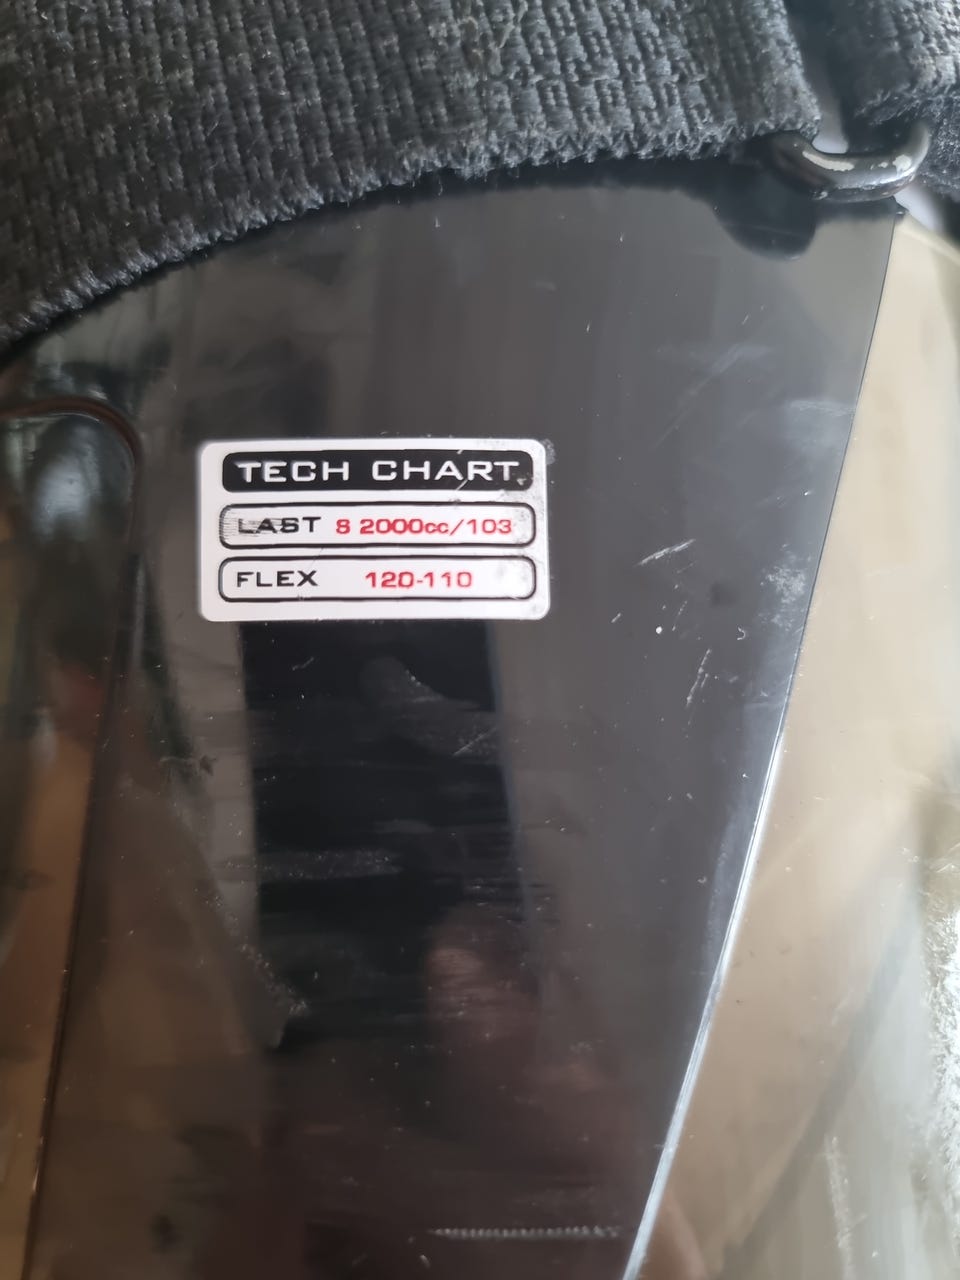 TECH CHART
LAST 8 2000cc/103
FLEX 120-110